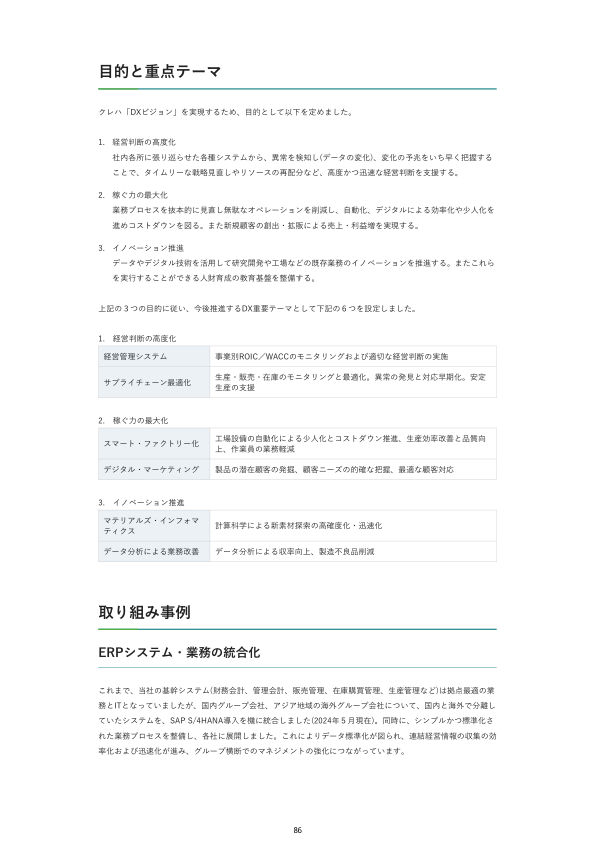 目的と重点テーマ
クレハ「DXビジョン」を実現するため、目的として以下を定めました。
1. 経営判断の高度化
社内各所に張り巡らせた各種システムから、異常を検知し(データの変化)、変化の予兆をいち早く把握する
ことで、タイムリーな戦略見直しやリソースの再配分など、高度かつ迅速な経営判断を支援する。
2. 稼ぐ力の最大化
業務プロセスを抜本的に見直し無駄なオペレーションを削減し、自動化、デジタルによる効率化や少人化を
進めコストダウンを図る。また新規顧客の創出・拡販による売上・利益増を実現する。
3. イノベーション推進
データやデジタル技術を活用して研究開発や工場などの既存業務のイノベーションを推進する。またこれら
を実行することができる人財育成の教育基盤を整備する。
上記の３つの目的に従い、今後推進するDX重要テーマとして下記の６つを設定しました。
1. 経営判断の高度化
経営管理システム 事業別ROIC／WACCのモニタリングおよび適切な経営判断の実施
サプライチェーン最適化 生産・販売・在庫のモニタリングと最適化。異常の発見と対応早期化。安定
生産の支援
2. 稼ぐ力の最大化
スマート・ファクトリー化 工場設備の自動化による少人化とコストダウン推進、生産効率改善と品質向
上、作業員の業務軽減
デジタル・マーケティング 製品の潜在顧客の発掘、顧客ニーズの的確な把握、最適な顧客対応
3. イノベーション推進
マテリアルズ・インフォマ
ティクス 計算科学による新素材探索の高確度化・迅速化
データ分析による業務改善 データ分析による収率向上、製造不良品削減
取り組み事例
ERPシステム・業務の統合化
これまで、当社の基幹システム(財務会計、管理会計、販売管理、在庫購買管理、生産管理など)は拠点最適の業
務とITとなっていましたが、国内グループ会社、アジア地域の海外グループ会社について、国内と海外で分離し
ていたシステムを、SAP S/4HANA導入を機に統合しました(2024年５月現在)。同時に、シンプルかつ標準化さ
れた業務プロセスを整備し、各社に展開しました。これによりデータ標準化が図られ、連結経営情報の収集の効
率化および迅速化が進み、グループ横断でのマネジメントの強化につながっています。
86